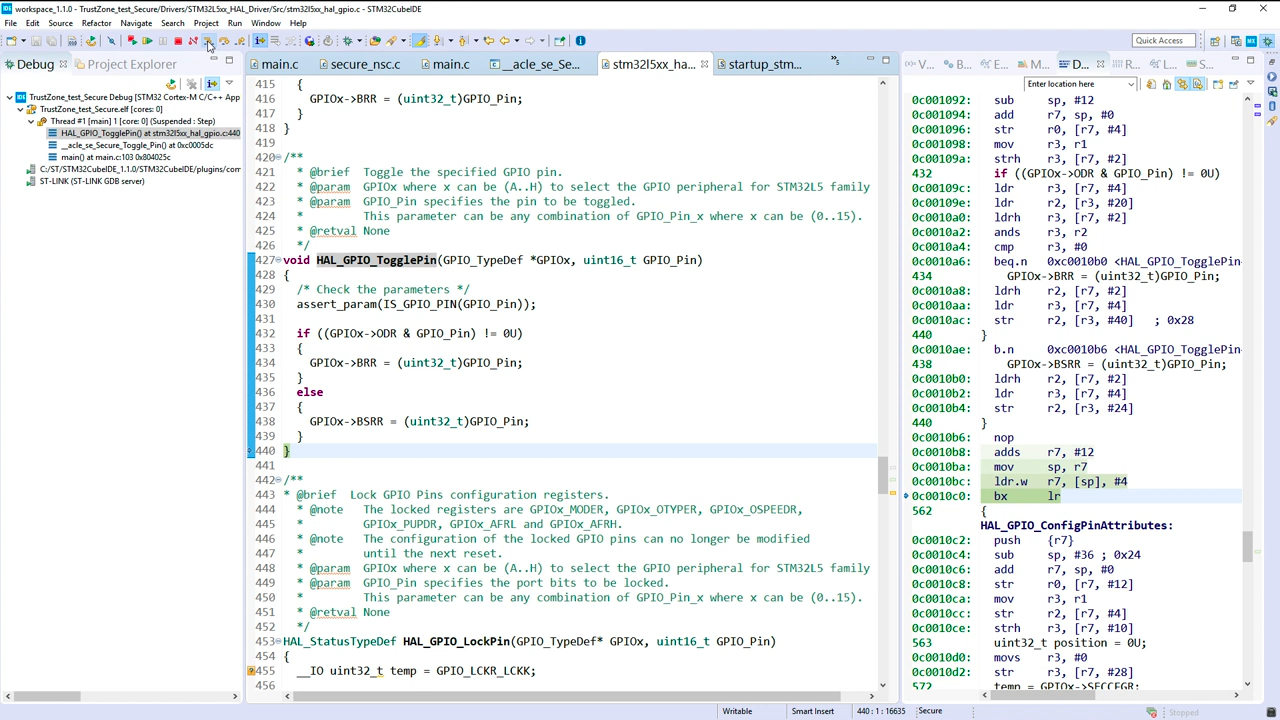 workspace_1.1.0 - TrustZone_test_Secure/Drivers/STM32L5xx_HAL_Driver/Src/stm32l5xx_hal_gpio.c - STM32CubeIDE
File Edit Source Refactor Navigate Search Project Run Window Help
Quick Access
Debug Project Explorer
main.c secure_nsc.c main.c __acle_se_Se... stm32l5xx_ha... startup_stm...
V... B... E... M... D... R... L...
TrustZone_test_Secure Debug [STM32 Cortex-M C/C++ App
TrustZone_test_Secure.elf [cores: 0]
Thread #1 [main] 1 [core: 0] (Suspended : Step)
HAL_GPIO_TogglePin() at stm32l5xx_hal_gpio.c:440
__acle_se_Secure_Toggle_Pin() at 0xc0005dc
main() at main.c:103 0x804025c
C:/ST/STM32CubeIDE_1.1.0/STM32CubeIDE/plugins/com
ST-LINK (ST-LINK GDB server)
415 {
416 GPIOx->BRR = (uint32_t)GPIO_Pin;
417 }
418 }
419
420 /**
421 * @brief Toggle the specified GPIO pin.
422 * @param GPIOx where x can be (A..H) to select the GPIO peripheral for STM32L5 family
423 * @param GPIO_Pin specifies the pin to be toggled.
424 * This parameter can be any combination of GPIO_Pin_x where x can be (0..15).
425 * @retval None
426 */
427 void HAL_GPIO_TogglePin(GPIO_TypeDef *GPIOx, uint16_t GPIO_Pin)
428 {
429 /* Check the parameters */
430 assert_param(IS_GPIO_PIN(GPIO_Pin));
431
432 if ((GPIOx->ODR & GPIO_Pin) != 0U)
433 {
434 GPIOx->BRR = (uint32_t)GPIO_Pin;
435 }
436 else
437 {
438 GPIOx->BSRR = (uint32_t)GPIO_Pin;
439 }
440 }
441
442 /**
443 * @brief Lock GPIO Pins configuration registers.
444 * @note The locked registers are GPIOx_MODER, GPIOx_OTYPER, GPIOx_OSPEEDR,
445 * GPIOx_PUPDR, GPIOx_AFRL and GPIOx_AFRH.
446 * @note The configuration of the locked GPIO pins can no longer be modified
447 * until the next reset.
448 * @param GPIOx where x can be (A..H) to select the GPIO peripheral for STM32L5 family
449 * @param GPIO_Pin specifies the port bits to be locked.
450 * This parameter can be any combination of GPIO_Pin_x where x can be (0..15).
451 * @retval None
452 */
453 HAL_StatusTypeDef HAL_GPIO_LockPin(GPIO_TypeDef* GPIOx, uint16_t GPIO_Pin)
454 {
455 __IO uint32_t temp = GPIO_LCKR_LCKK;
456
Enter location here
0c001092: sub sp, #12
0c001094: add r7, sp, #0
0c001096: str r0, [r7, #4]
0c001098: mov r3, r1
0c00109a: strh r3, [r7, #2]
432 if ((GPIOx->ODR & GPIO_Pin) != 0U)
0c00109c: ldr r3, [r7, #4]
0c00109e: ldr r2, [r3, #20]
0c0010a0: ldrh r3, [r7, #2]
0c0010a2: ands r3, r2
0c0010a4: cmp r3, #0
0c0010a6: beq.n 0xc0010b0 <HAL_GPIO_TogglePin
434 GPIOx->BRR = (uint32_t)GPIO_Pin;
0c0010a8: ldrh r2, [r7, #2]
0c0010aa: ldr r3, [r7, #4]
0c0010ac: str r2, [r3, #40] ; 0x28
440 }
0c0010ae: b.n 0xc0010b6 <HAL_GPIO_TogglePin
438 GPIOx->BSRR = (uint32_t)GPIO_Pin;
0c0010b0: ldrh r2, [r7, #2]
0c0010b2: ldr r3, [r7, #4]
0c0010b4: str r2, [r3, #24]
440 }
0c0010b6: nop
0c0010b8: adds r7, #12
0c0010ba: mov sp, r7
0c0010bc: ldr.w r7, [sp], #4
0c0010c0: bx lr
562 {
HAL_GPIO_ConfigPinAttributes:
0c0010c2: push {r7}
0c0010c4: sub sp, #36 ; 0x24
0c0010c6: add r7, sp, #0
0c0010c8: str r0, [r7, #12]
0c0010ca: mov r3, r1
0c0010cc: str r2, [r7, #4]
0c0010ce: strh r3, [r7, #10]
563 uint32_t position = 0U;
0c0010d0: movs r3, #0
0c0010d2: str r3, [r7, #28]
572 temp = GPIOx->SECCFGR;
Writable Smart Insert 440 : 1 : 16635 Secure Stopped